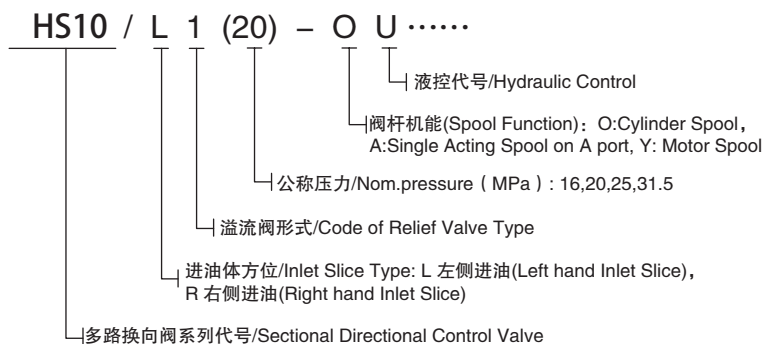 HS10 / L 1 (20) – O U ······
液控代号/Hydraulic Control
阀杆机能(Spool Function)：O:Cylinder Spool，
A:Single Acting Spool on A port, Y: Motor Spool
公称压力/Nom.pressure（MPa）: 16,20,25,31.5
溢流阀形式/Code of Relief Valve Type
进油体方位/Inlet Slice Type: L 左侧进油(Left hand Inlet Slice)，
R 右侧进油(Right hand Inlet Slice)
多路换向阀系列代号/Sectional Directional Control Valve